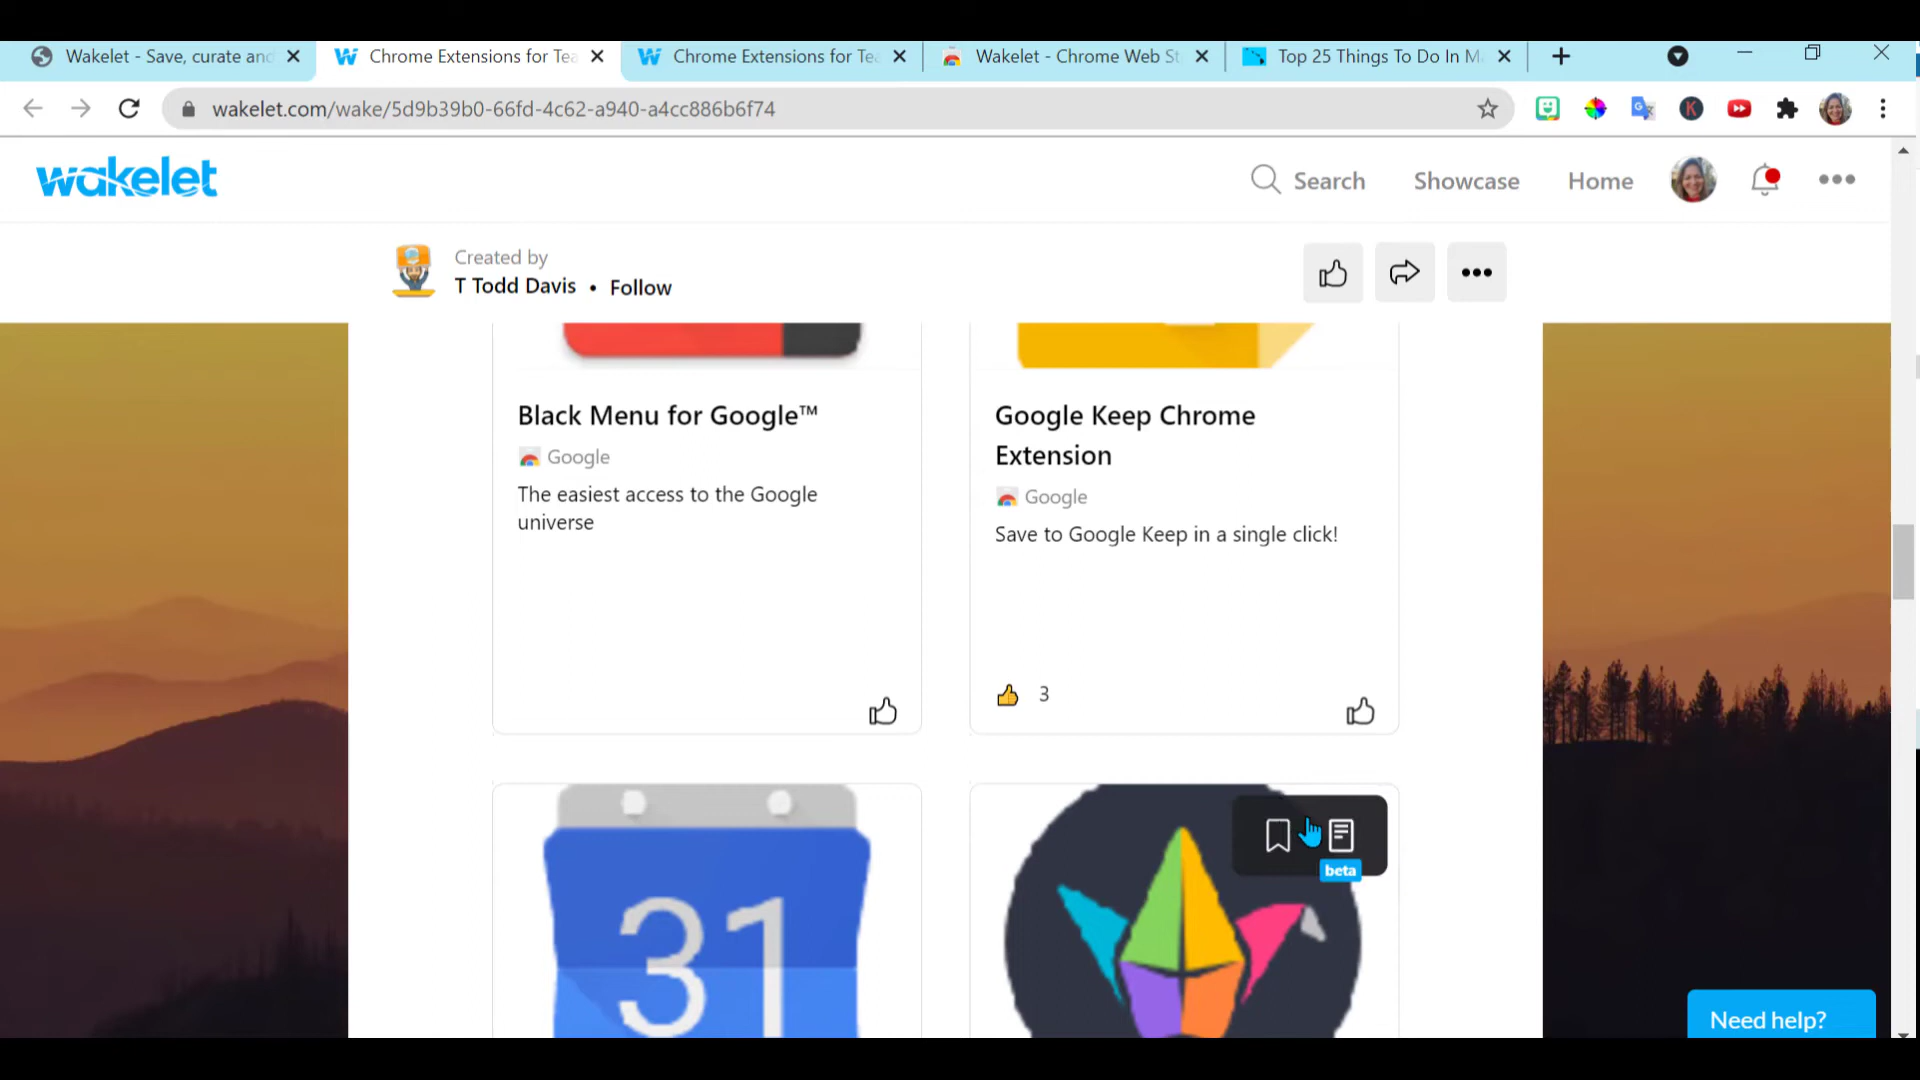 Wakelet - Save, curate and
Chrome Extensions for Tea
Chrome Extensions for Tea
Wakelet - Chrome Web St
Top 25 Things To Do In M
wakelet.com/wake/5d9b39b0-66fd-4c62-a940-a4cc886b6f74
wakelet
Search
Showcase
Home
Created by
T Todd Davis • Follow
Black Menu for Google™
Google
The easiest access to the Google
universe
Google Keep Chrome
Extension
Google
Save to Google Keep in a single click!
3
31
beta
Need help?